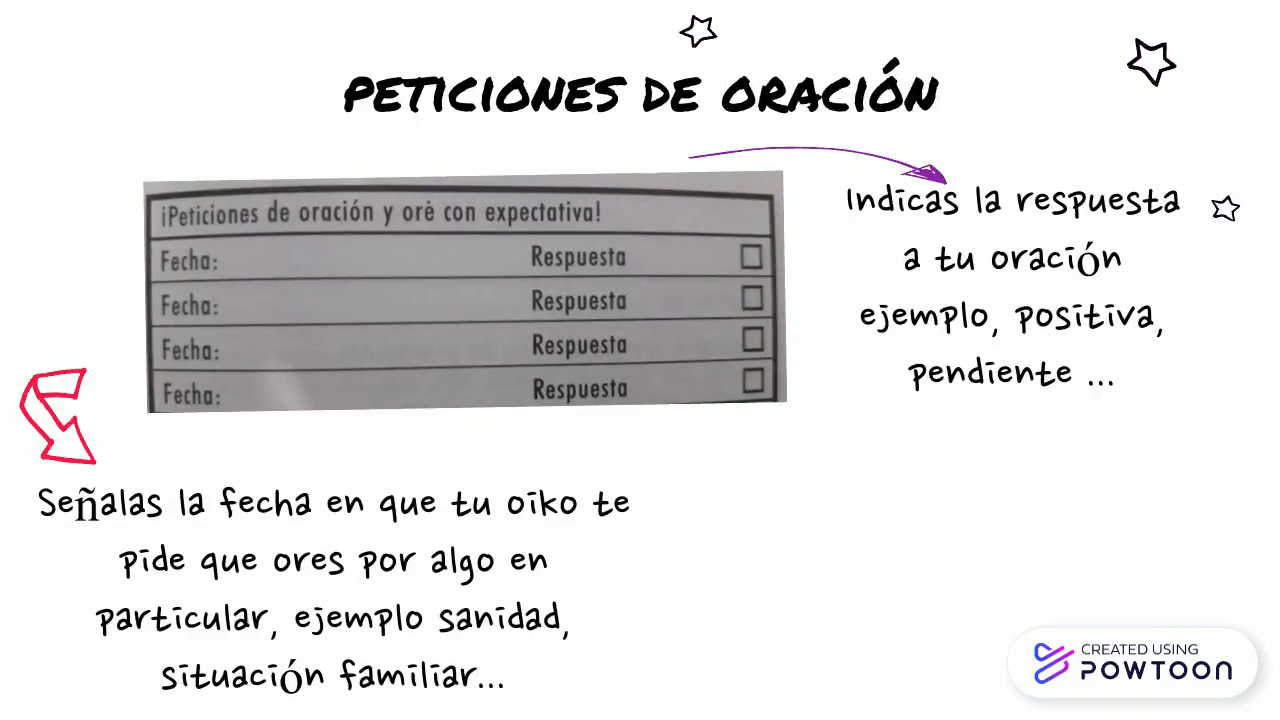 PETICIONES DE ORACIÓN
¡Peticiones de oración y oré con expectativa!
Fecha: Respuesta
Fecha: Respuesta
Fecha: Respuesta
Fecha: Respuesta
Indicas la respuesta
a tu oración
ejemplo, positiva,
pendiente ...
Señalas la fecha en que tu oiko te
pide que ores por algo en
particular, ejemplo sanidad,
situación familiar...
CREATED USING
POWTOON